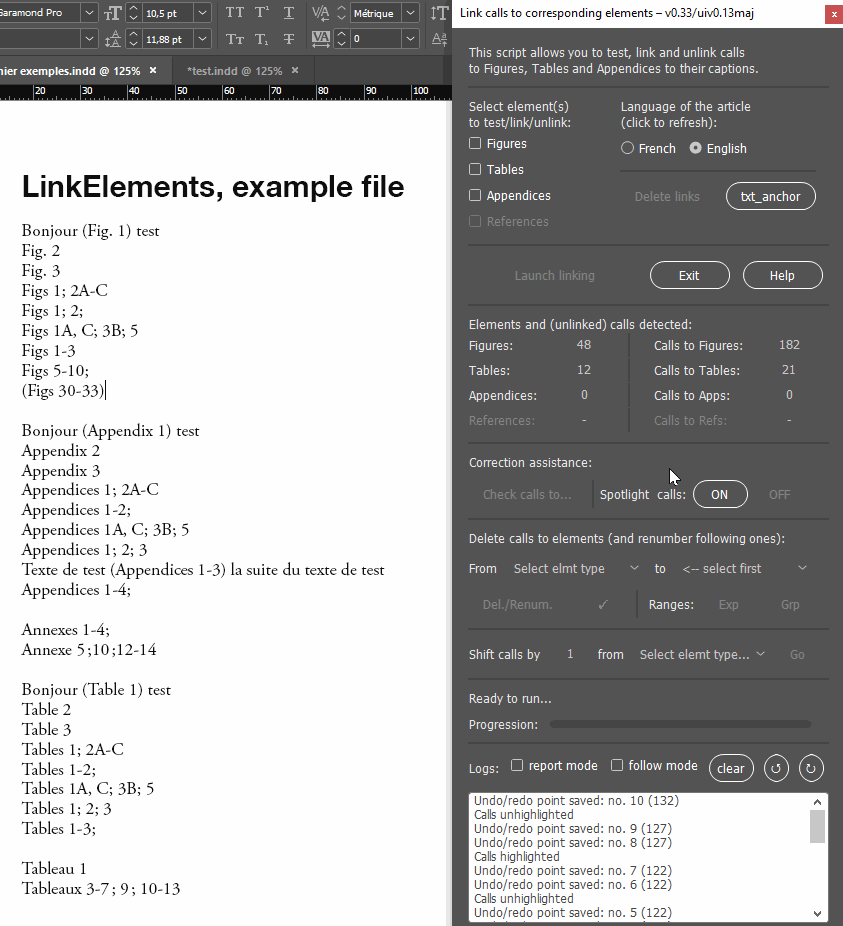 aramond Pro
10,5 pt
Métrique
11,88 pt
0
nier exemples.indd @ 125% ×
*test.indd @ 125% ×
20 30 40 50 60 70 80 90 100
LinkElements, example file
Bonjour (Fig. 1) test
Fig. 2
Fig. 3
Figs 1; 2A-C
Figs 1; 2;
Figs 1A, C; 3B; 5
Figs 1-3
Figs 5-10;
(Figs 30-33)
Bonjour (Appendix 1) test
Appendix 2
Appendix 3
Appendices 1; 2A-C
Appendices 1-2;
Appendices 1A, C; 3B; 5
Appendices 1; 2; 3
Texte de test (Appendices 1-3) la suite du texte de test
Appendices 1-4;
Annexes 1-4;
Annexe 5;10;12-14
Bonjour (Table 1) test
Table 2
Table 3
Tables 1; 2A-C
Tables 1-2;
Tables 1A, C; 3B; 5
Tables 1; 2; 3
Tables 1-3;
Tableau 1
Tableaux 3-7; 9; 10-13
Link calls to corresponding elements – v0.33/uiv0.13maj
x
This script allows you to test, link and unlink calls
to Figures, Tables and Appendices to their captions.
Select element(s)
to test/link/unlink:
Figures
Tables
Appendices
References
Language of the article
(click to refresh):
French English
Delete links txt_anchor
Launch linking Exit Help
Elements and (unlinked) calls detected:
Figures: 48 Calls to Figures: 182
Tables: 12 Calls to Tables: 21
Appendices: 0 Calls to Apps: 0
References: - Calls to Refs: -
Correction assistance:
Check calls to... Spotlight calls: ON OFF
Delete calls to elements (and renumber following ones):
From Select elmt type to <-- select first
Del./Renum. ✓ Ranges: Exp Grp
Shift calls by 1 from Select elemt type... Go
Ready to run...
Progression:
Logs: report mode follow mode clear ↺ ↻
Undo/redo point saved: no. 10 (132)
Calls unhighlighted
Undo/redo point saved: no. 9 (127)
Undo/redo point saved: no. 8 (127)
Calls highlighted
Undo/redo point saved: no. 7 (122)
Undo/redo point saved: no. 6 (122)
Calls unhighlighted
Undo/redo point saved: no. 5 (122)